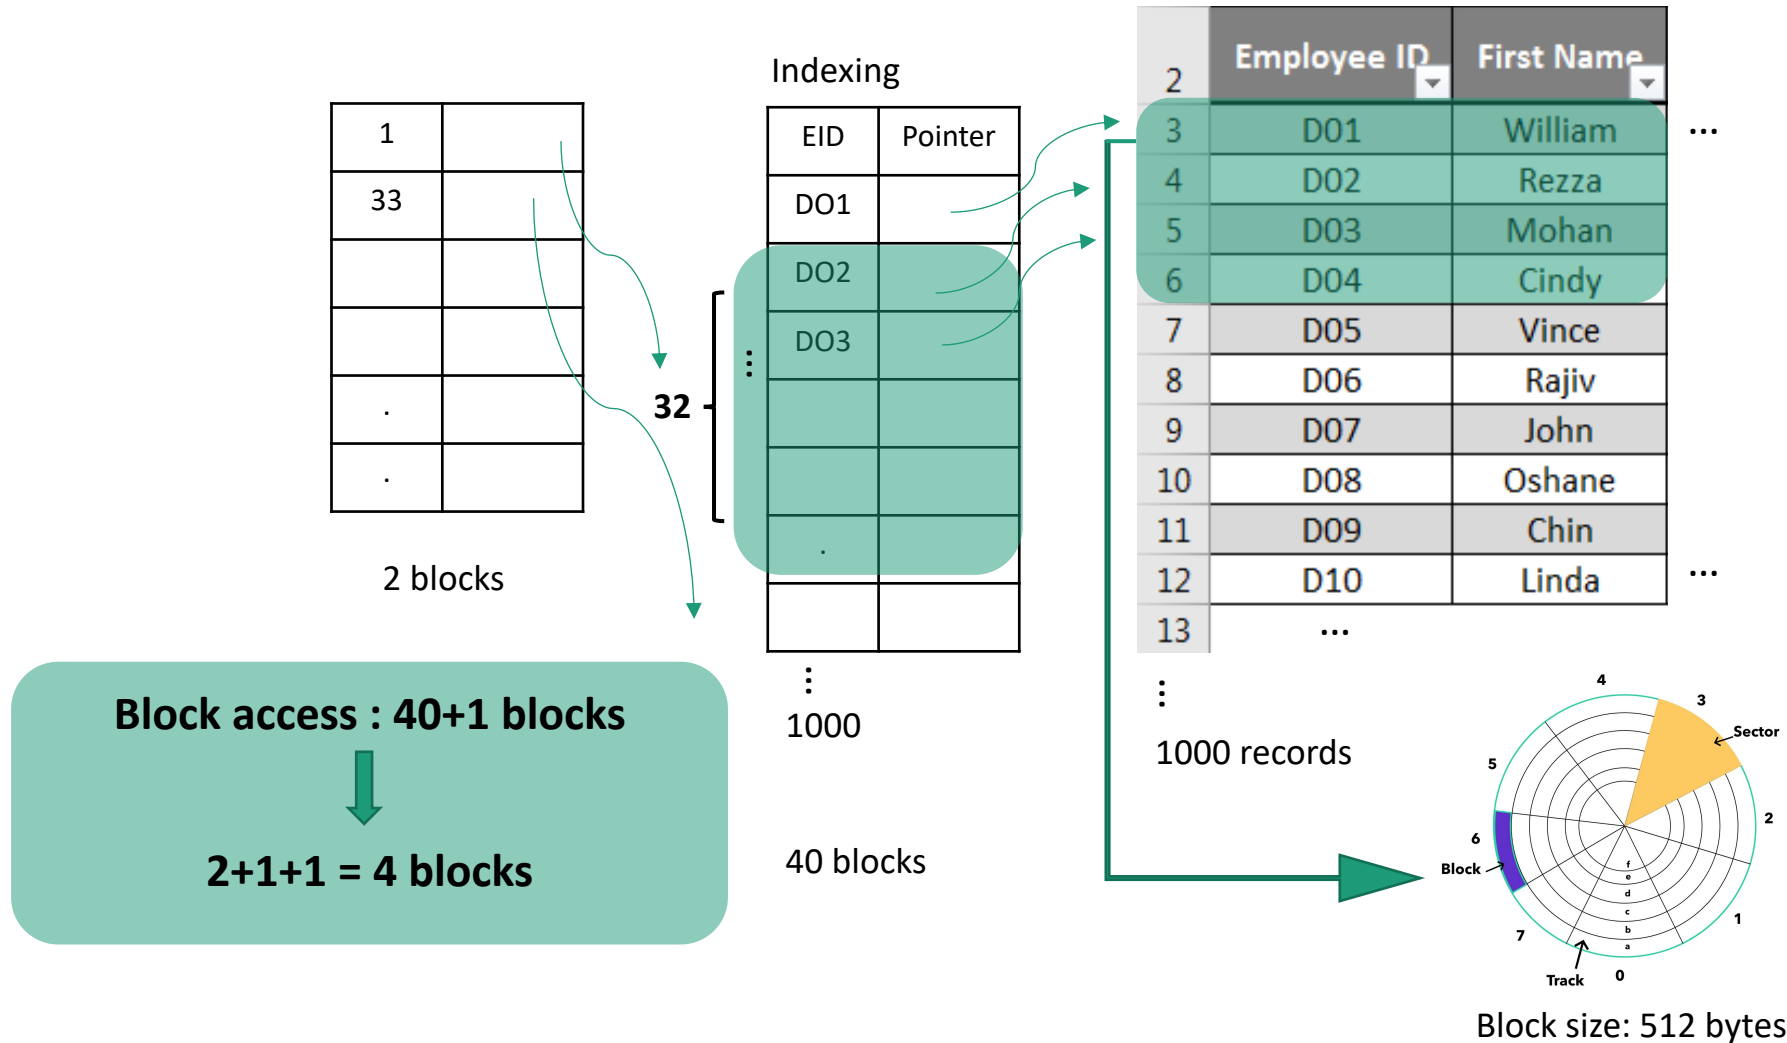 Indexing
1
33
.
.
2 blocks
32
⋮
EID Pointer
DO1
DO2
DO3
.
⋮
1000
40 blocks
2 Employee ID First Name
3 D01 William ...
4 D02 Rezza
5 D03 Mohan
6 D04 Cindy
7 D05 Vince
8 D06 Rajiv
9 D07 John
10 D08 Oshane
11 D09 Chin
12 D10 Linda ...
13 ...
⋮
1000 records
Block access : 40+1 blocks
2+1+1 = 4 blocks
4
3
Sector
5
2
6
Block
f
e
d
c
b
a
1
7
0
Track
Block size: 512 bytes